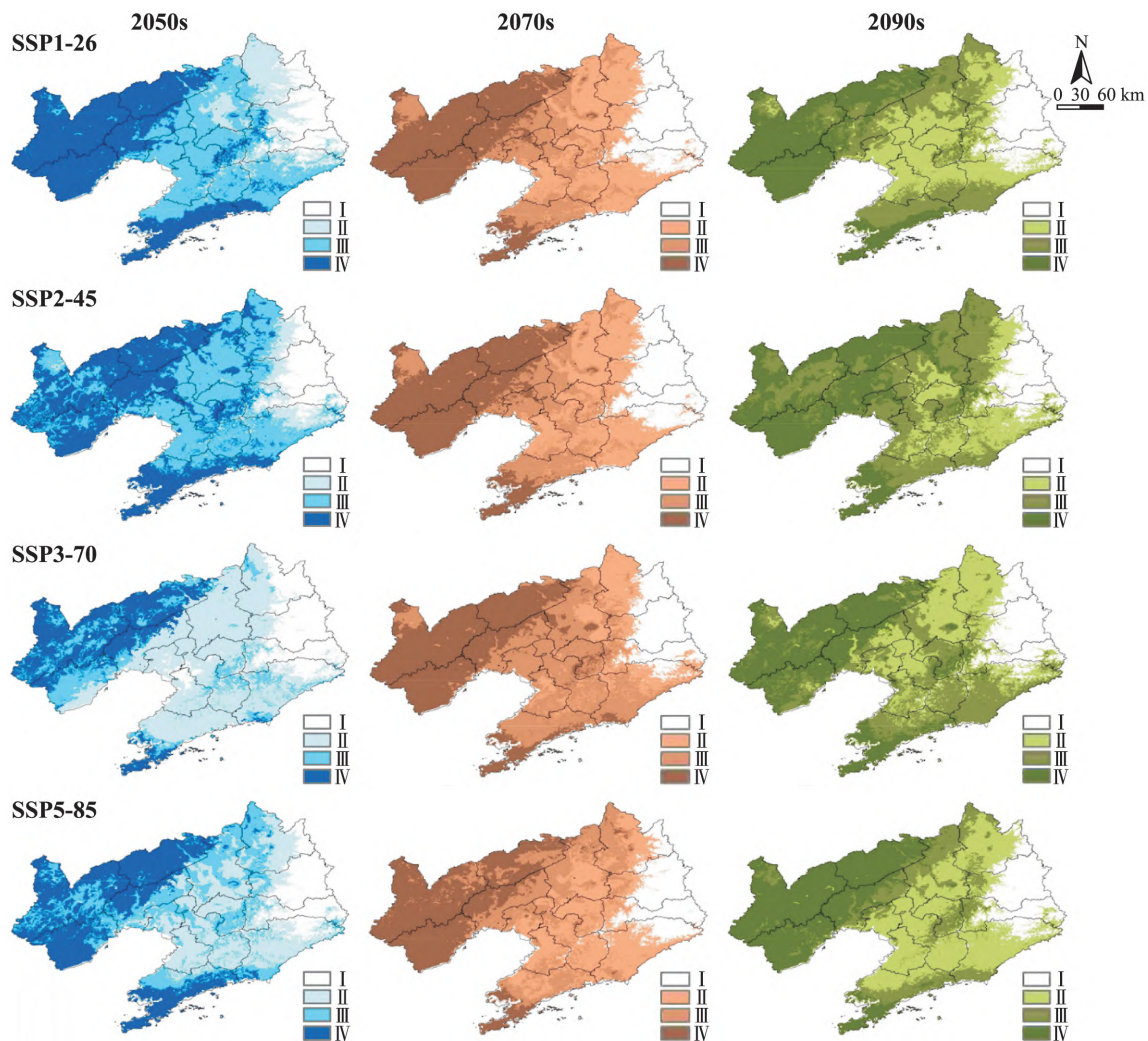 2050s 2070s 2090s
SSP1-26
N
0 30 60 km
Ⅰ Ⅰ Ⅰ
Ⅱ Ⅱ Ⅱ
Ⅲ Ⅲ Ⅲ
Ⅳ Ⅳ Ⅳ
SSP2-45
Ⅰ Ⅰ Ⅰ
Ⅱ Ⅱ Ⅱ
Ⅲ Ⅲ Ⅲ
Ⅳ Ⅳ Ⅳ
SSP3-70
Ⅰ Ⅰ Ⅰ
Ⅱ Ⅱ Ⅱ
Ⅲ Ⅲ Ⅲ
Ⅳ Ⅳ Ⅳ
SSP5-85
Ⅰ Ⅰ Ⅰ
Ⅱ Ⅱ Ⅱ
Ⅲ Ⅲ Ⅲ
Ⅳ Ⅳ Ⅳ